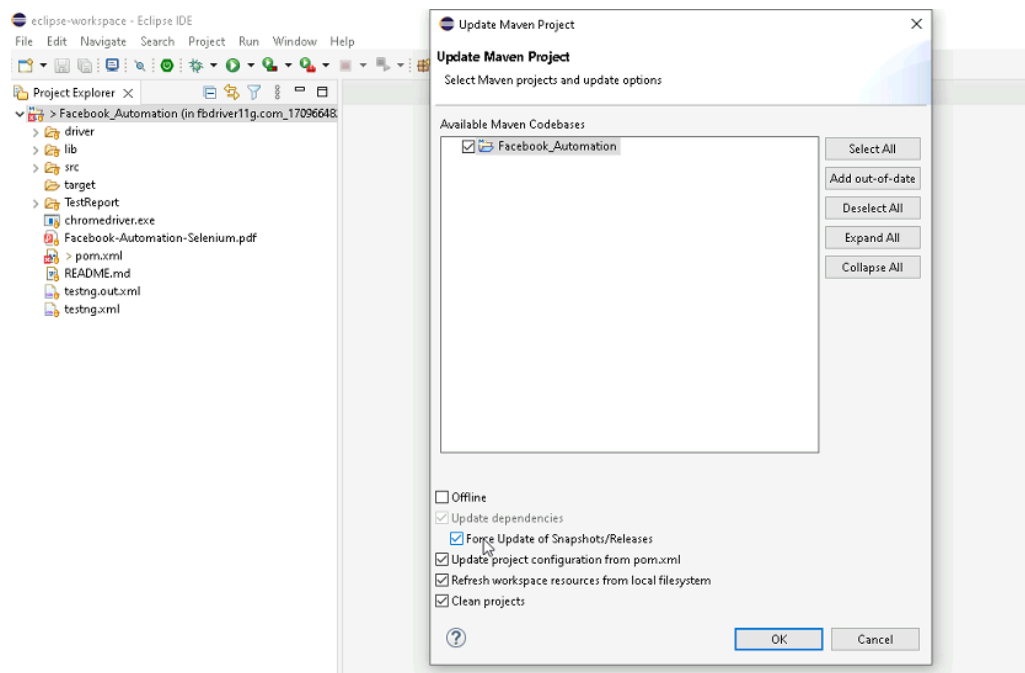 eclipse-workspace - Eclipse IDE
File Edit Navigate Search Project Run Window Help
Project Explorer
> Facebook_Automation (in fbdriver11g.com_17096648
driver
lib
src
target
TestReport
chromedriver.exe
Facebook-Automation-Selenium.pdf
> pom.xml
README.md
testng.out.xml
testng.xml
Update Maven Project
Update Maven Project
Select Maven projects and update options
Available Maven Codebases
Facebook_Automation
Select All
Add out-of-date
Deselect All
Expand All
Collapse All
Offline
Update dependencies
Force Update of Snapshots/Releases
Update project configuration from pom.xml
Refresh workspace resources from local filesystem
Clean projects
OK Cancel